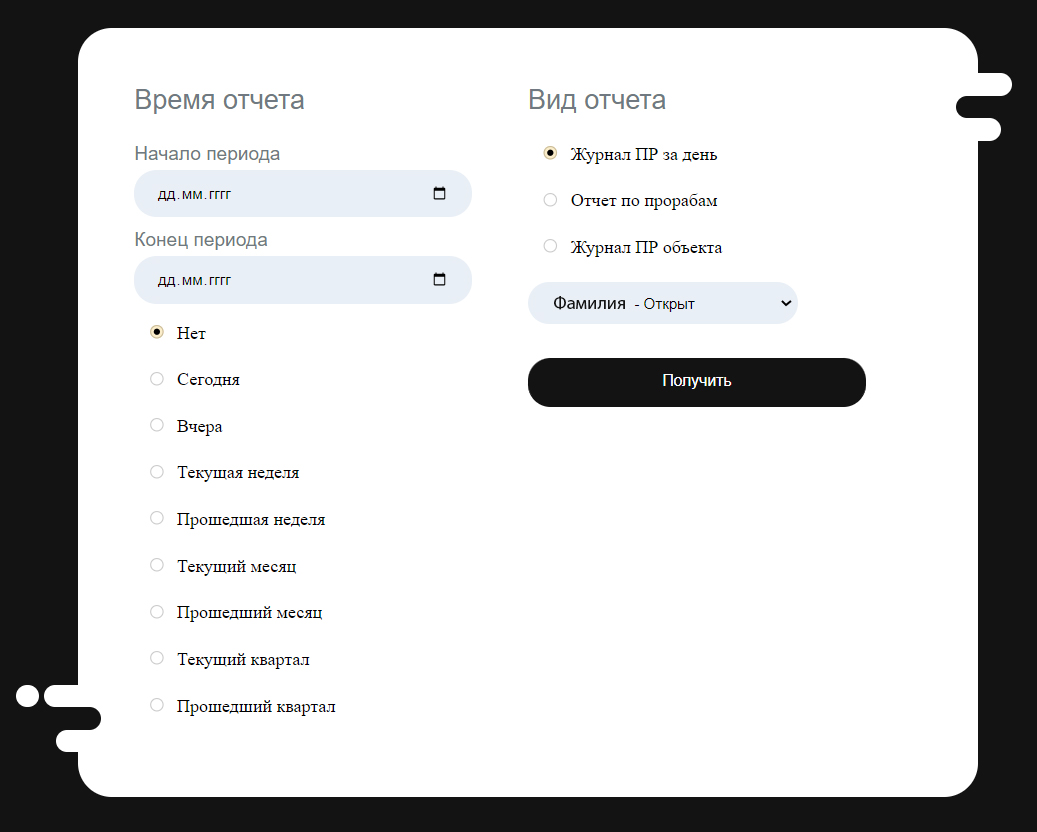 Время отчета
Начало периода
дд.мм.гггг
Конец периода
дд.мм.гггг
Нет
Сегодня
Вчера
Текущая неделя
Прошедшая неделя
Текущий месяц
Прошедший месяц
Текущий квартал
Прошедший квартал
Вид отчета
Журнал ПР за день
Отчет по прорабам
Журнал ПР объекта
Фамилия - Открыт
Получить